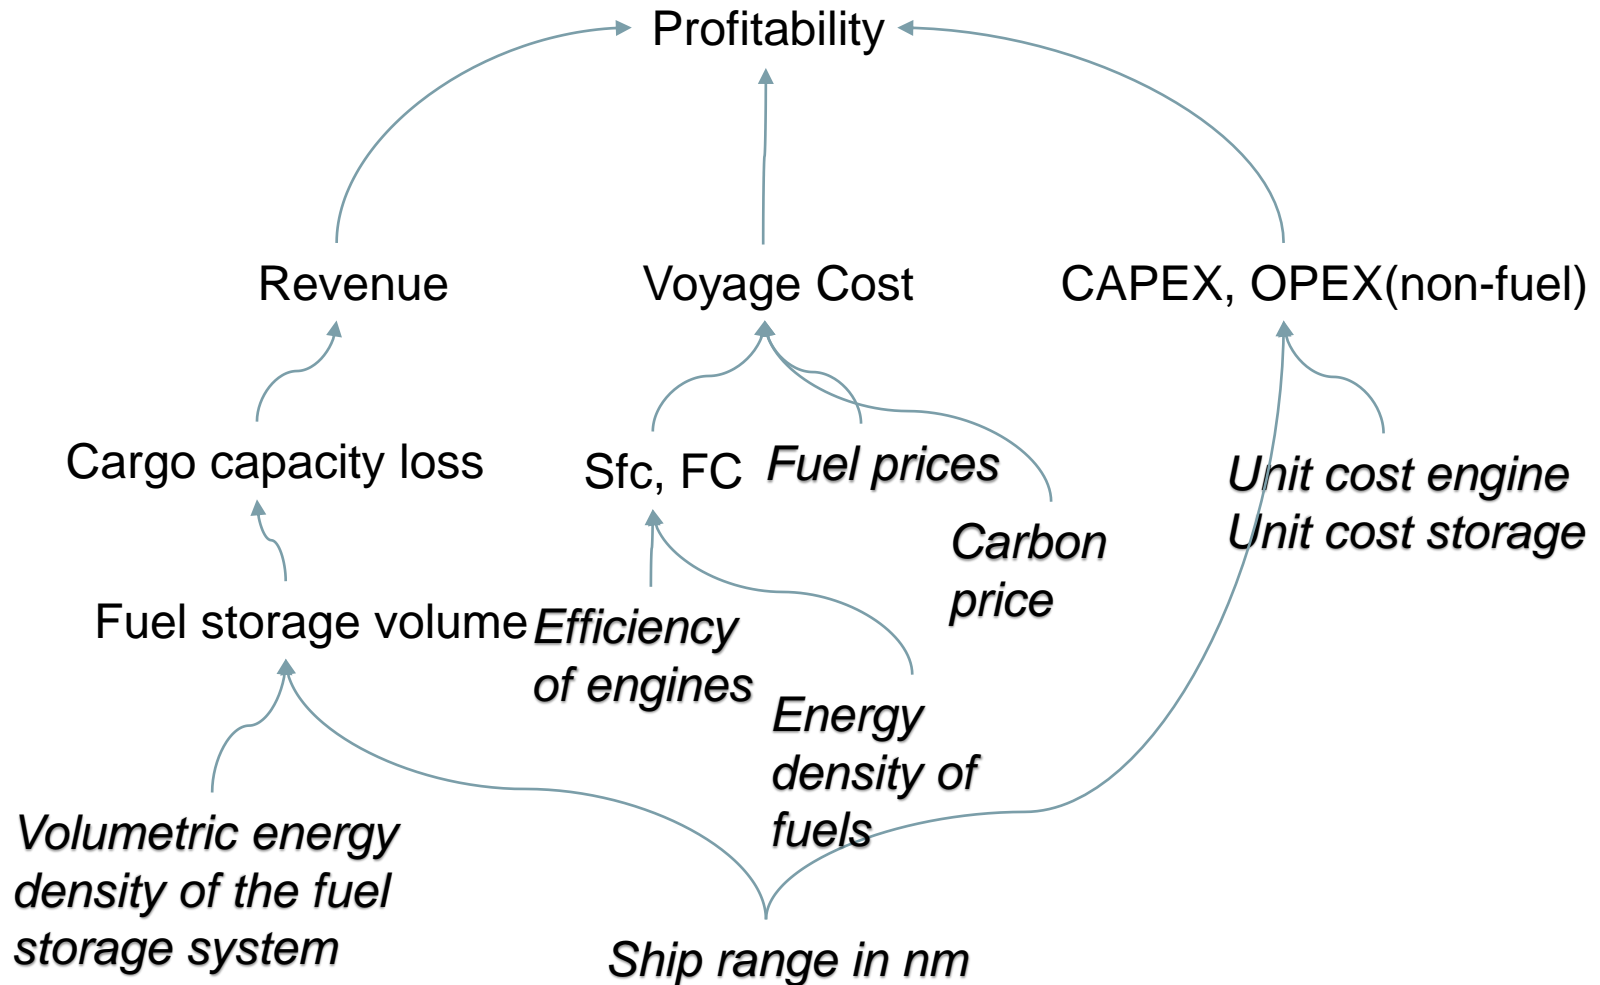 Profitability
Revenue
Voyage Cost
CAPEX, OPEX(non-fuel)
Cargo capacity loss
Sfc, FC
Fuel prices
Unit cost engine
Unit cost storage
Carbon
price
Fuel storage volume
Efficiency
of engines
Energy
density of
fuels
Volumetric energy
density of the fuel
storage system
Ship range in nm